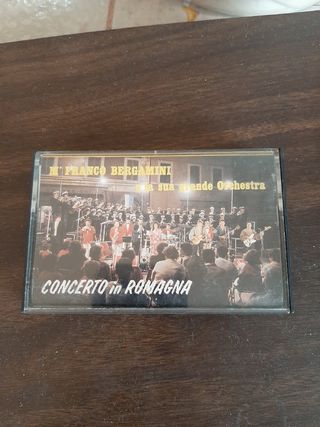 M° FRANCO BERGAMINI
e la sua grande Orchestra
CONCERTO in ROMAGNA